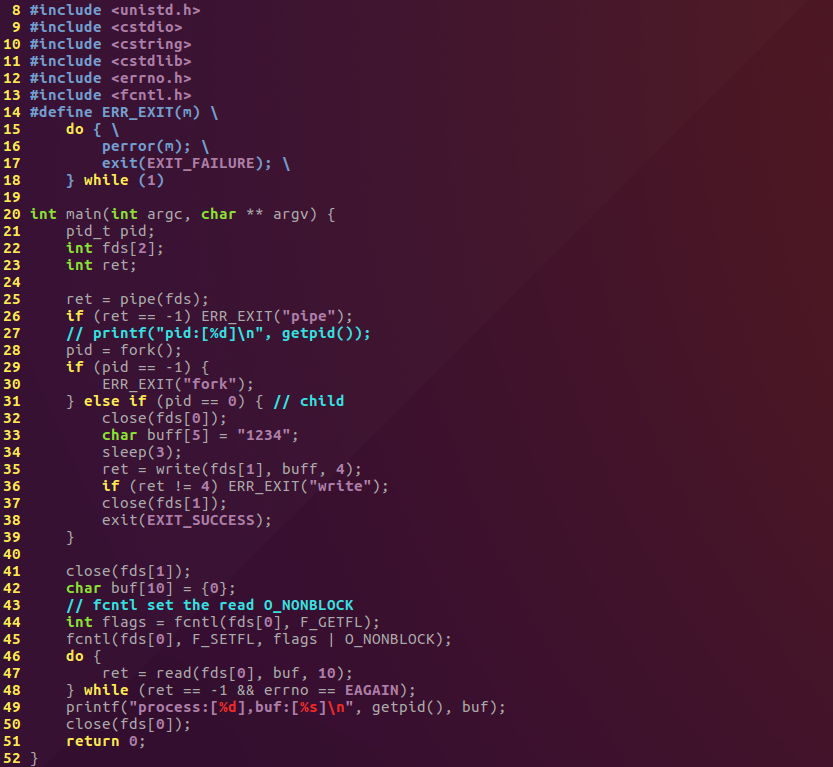 8 #include <unistd.h>
9 #include <cstdio>
10 #include <cstring>
11 #include <cstdlib>
12 #include <errno.h>
13 #include <fcntl.h>
14 #define ERR_EXIT(m) \
15     do { \
16         perror(m); \
17         exit(EXIT_FAILURE); \
18     } while (1)
19
20 int main(int argc, char ** argv) {
21     pid_t pid;
22     int fds[2];
23     int ret;
24
25     ret = pipe(fds);
26     if (ret == -1) ERR_EXIT("pipe");
27     // printf("pid:[%d]\n", getpid());
28     pid = fork();
29     if (pid == -1) {
30         ERR_EXIT("fork");
31     } else if (pid == 0) { // child
32         close(fds[0]);
33         char buff[5] = "1234";
34         sleep(3);
35         ret = write(fds[1], buff, 4);
36         if (ret != 4) ERR_EXIT("write");
37         close(fds[1]);
38         exit(EXIT_SUCCESS);
39     }
40
41     close(fds[1]);
42     char buf[10] = {0};
43     // fcntl set the read O_NONBLOCK
44     int flags = fcntl(fds[0], F_GETFL);
45     fcntl(fds[0], F_SETFL, flags | O_NONBLOCK);
46     do {
47         ret = read(fds[0], buf, 10);
48     } while (ret == -1 && errno == EAGAIN);
49     printf("process:[%d],buf:[%s]\n", getpid(), buf);
50     close(fds[0]);
51     return 0;
52 }